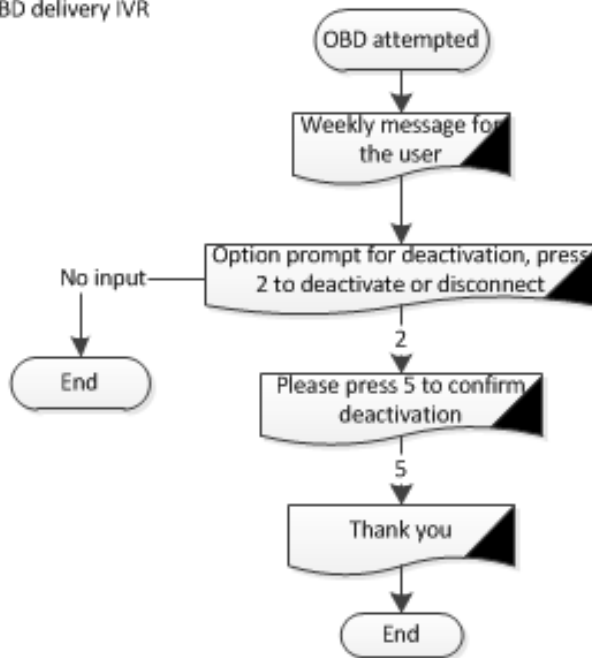 BD delivery IVR
OBD attempted
Weekly message for
the user
Option prompt for deactivation, press
2 to deactivate or disconnect
No input
2
End
Please press 5 to confirm
deactivation
5
Thank you
End